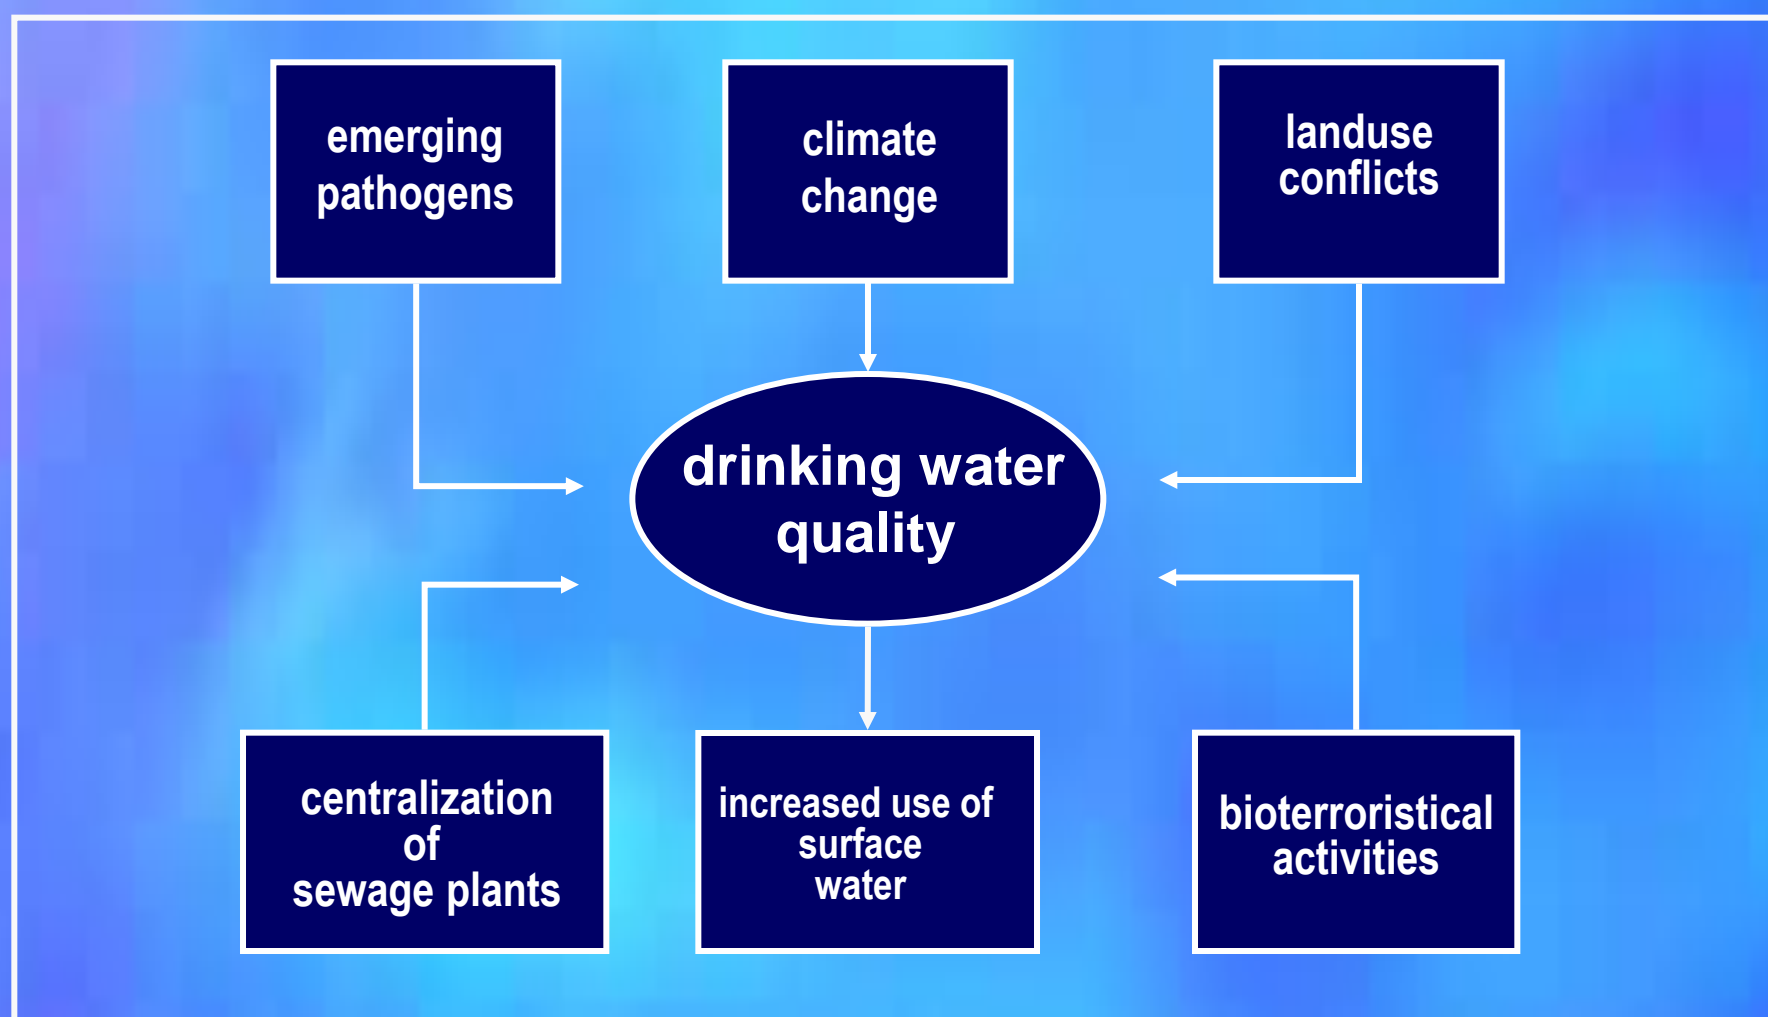 emerging
pathogens
climate
change
landuse
conflicts
drinking water
quality
centralization
of
sewage plants
increased use of
surface
water
bioterroristical
activities